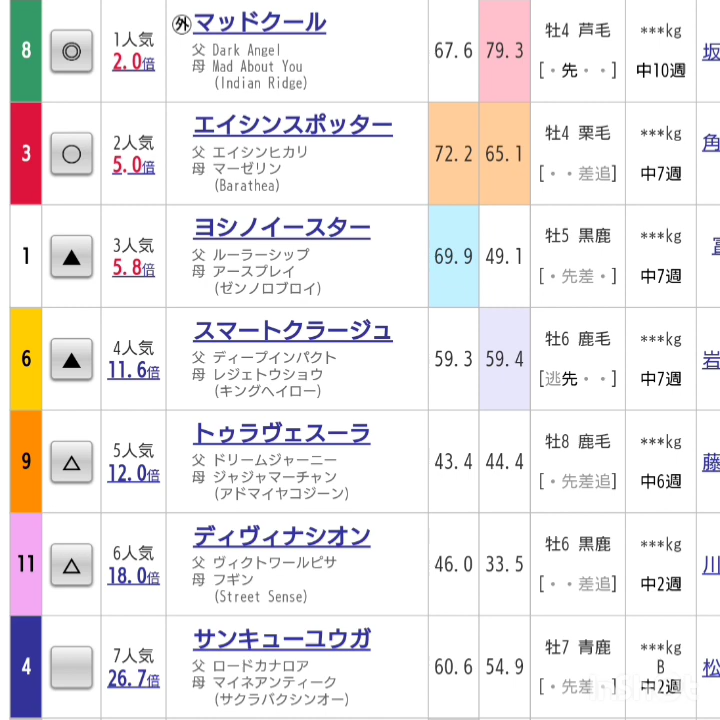 8 ◎ 1人気 2.0倍
外 マッドクール
父 Dark Angel
母 Mad About You
(Indian Ridge)
67.6 79.3
牡4 芦毛
[・先・・]
***kg
中10週
坂
3 ○ 2人気 5.0倍
エイシンスポッター
父 エイシンヒカリ
母 マーゼリン
(Barathea)
72.2 65.1
牡4 栗毛
[・・差追]
***kg
中7週
角
1 ▲ 3人気 5.8倍
ヨシノイースター
父 ルーラーシップ
母 アースプレイ
(ゼンノロブロイ)
69.9 49.1
牡5 黒鹿
[・先差・]
***kg
中7週
6 ▲ 4人気 11.6倍
スマートクラージュ
父 ディープインパクト
母 レジェトウショウ
(キングヘイロー)
59.3 59.4
牡6 鹿毛
[逃先・・]
***kg
中7週
岩
9 △ 5人気 12.0倍
トゥラヴェスーラ
父 ドリームジャーニー
母 ジャジャマーチャン
(アドマイヤコジーン)
43.4 44.4
牡8 鹿毛
[・先差追]
***kg
中6週
藤
11 △ 6人気 18.0倍
ディヴィナシオン
父 ヴィクトワールピサ
母 フギン
(Street Sense)
46.0 33.5
牡6 黒鹿
[・・差追]
***kg
中2週
川
4 7人気 26.7倍
サンキューユウガ
父 ロードカナロア
母 マイネアンティーク
(サクラバクシンオー)
60.6 54.9
牡7 青鹿
[・先差・]
***kg
B
中2週
松